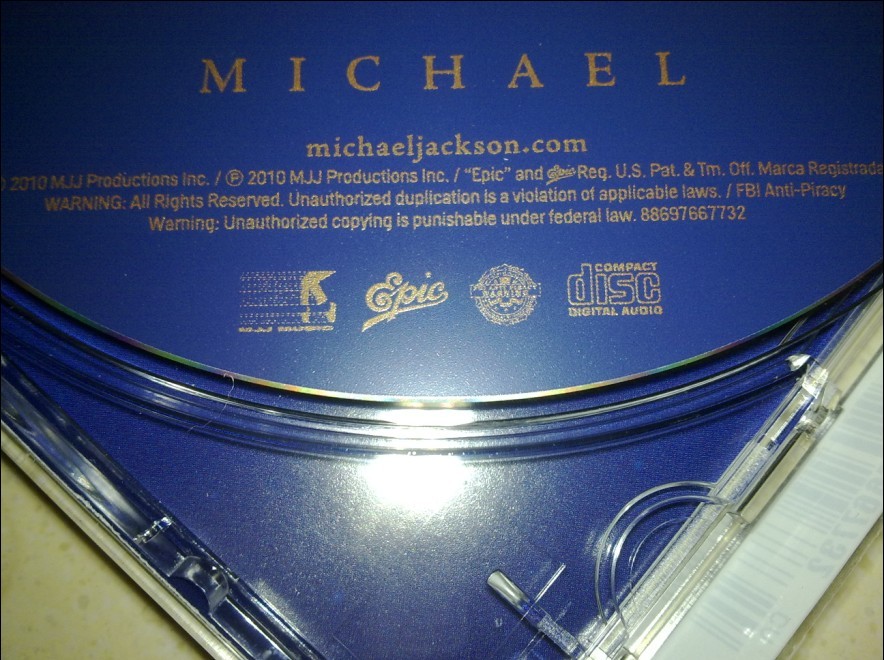 MICHAEL
michaeljackson.com
2010 MJJ Productions Inc. / ℗ 2010 MJJ Productions Inc. / "Epic" and Epic Reg. U.S. Pat. & Tm. Off. Marca Registrada
WARNING: All Rights Reserved. Unauthorized duplication is a violation of applicable laws. / FBI Anti-Piracy
Warning: Unauthorized copying is punishable under federal law. 88697667732
Epic
COMPACT
disc
DIGITAL AUDIO